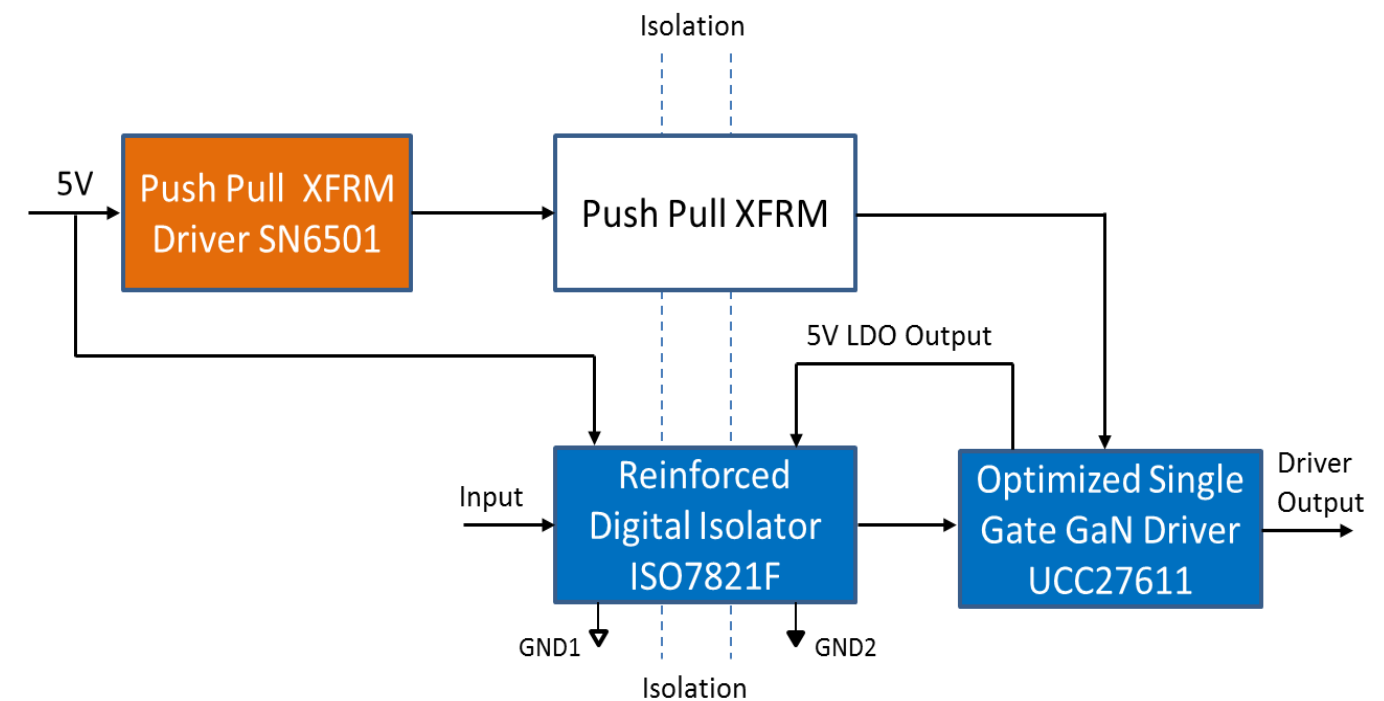 Isolation
5V
Push Pull XFRM
Driver SN6501
Push Pull XFRM
5V LDO Output
Input
Reinforced
Digital Isolator
ISO7821F
Optimized Single
Gate GaN Driver
UCC27611
Driver
Output
GND1
GND2
Isolation